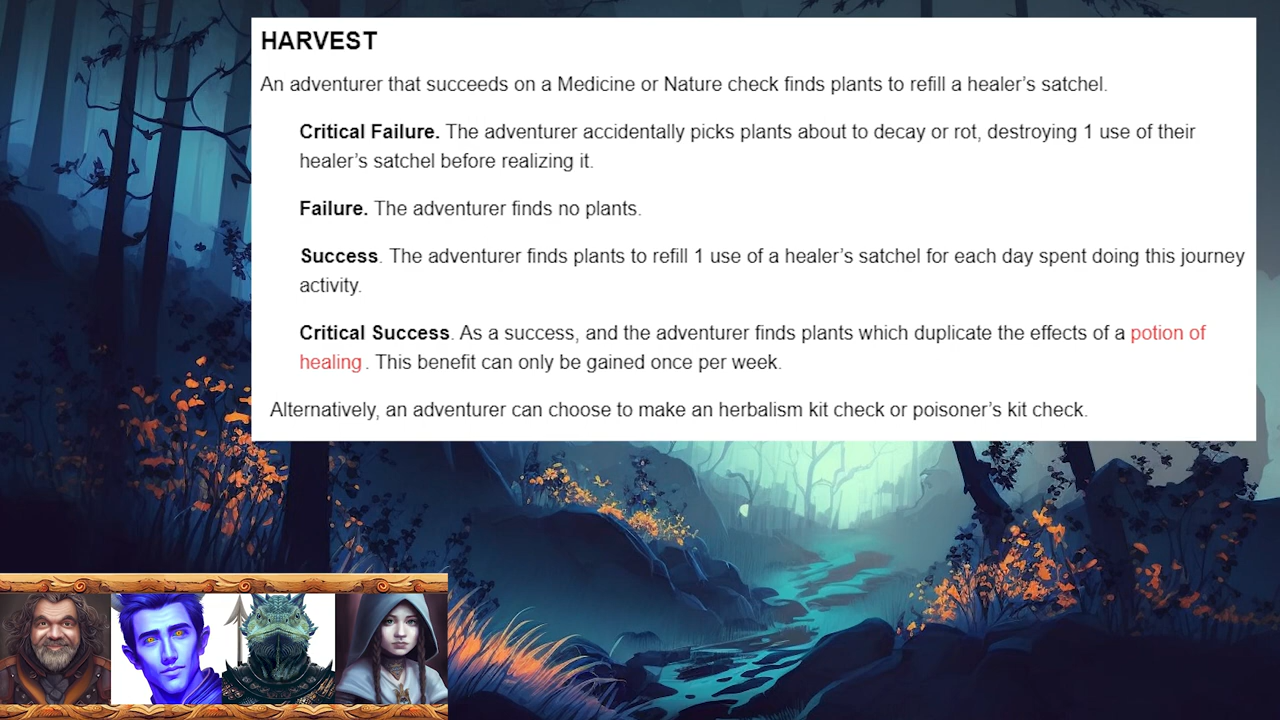 HARVEST
An adventurer that succeeds on a Medicine or Nature check finds plants to refill a healer’s satchel.
Critical Failure. The adventurer accidentally picks plants about to decay or rot, destroying 1 use of their
healer’s satchel before realizing it.
Failure. The adventurer finds no plants.
Success. The adventurer finds plants to refill 1 use of a healer’s satchel for each day spent doing this journey
activity.
Critical Success. As a success, and the adventurer finds plants which duplicate the effects of a potion of
healing. This benefit can only be gained once per week.
Alternatively, an adventurer can choose to make an herbalism kit check or poisoner’s kit check.